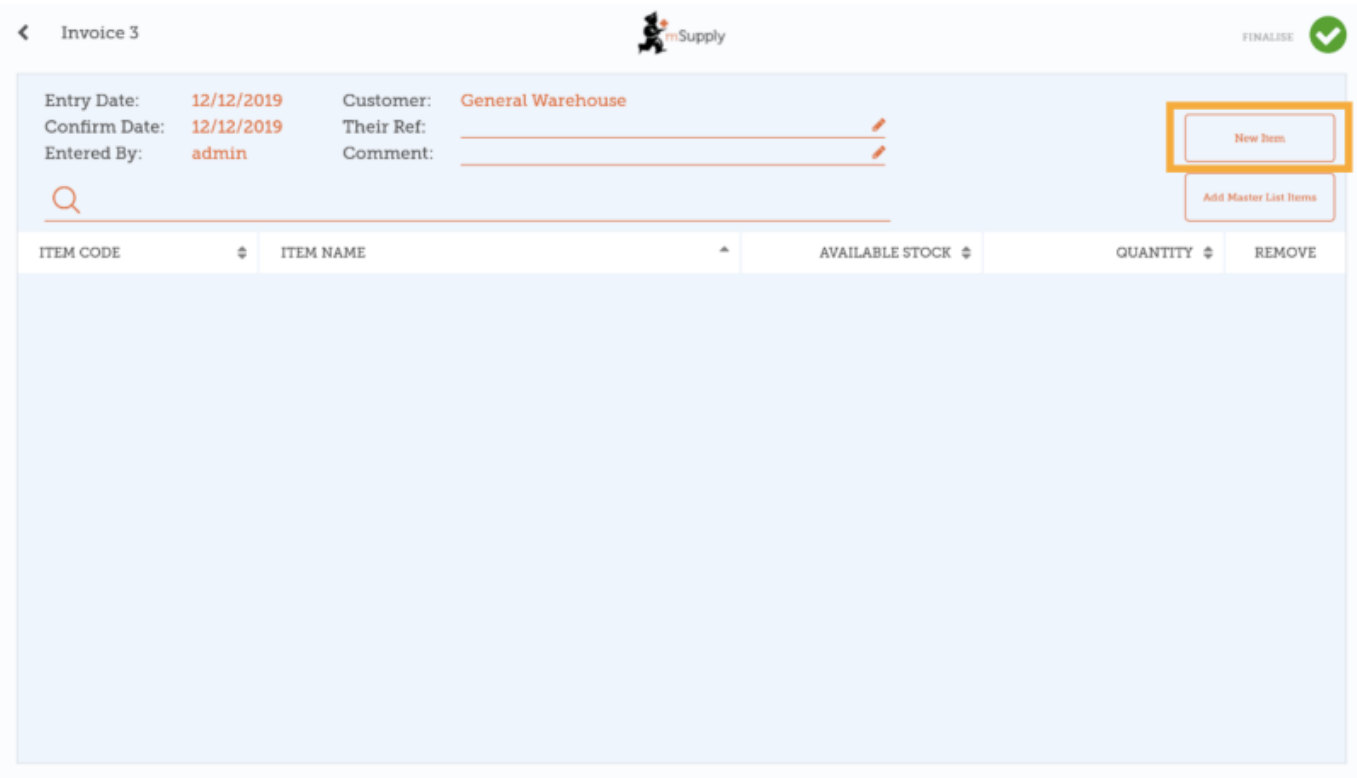 Invoice 3
mSupply
FINALISE
Entry Date: 12/12/2019 Customer: General Warehouse
Confirm Date: 12/12/2019 Their Ref:
Entered By: admin Comment:
New Item
Add Master List Items
ITEM CODE ITEM NAME AVAILABLE STOCK QUANTITY REMOVE